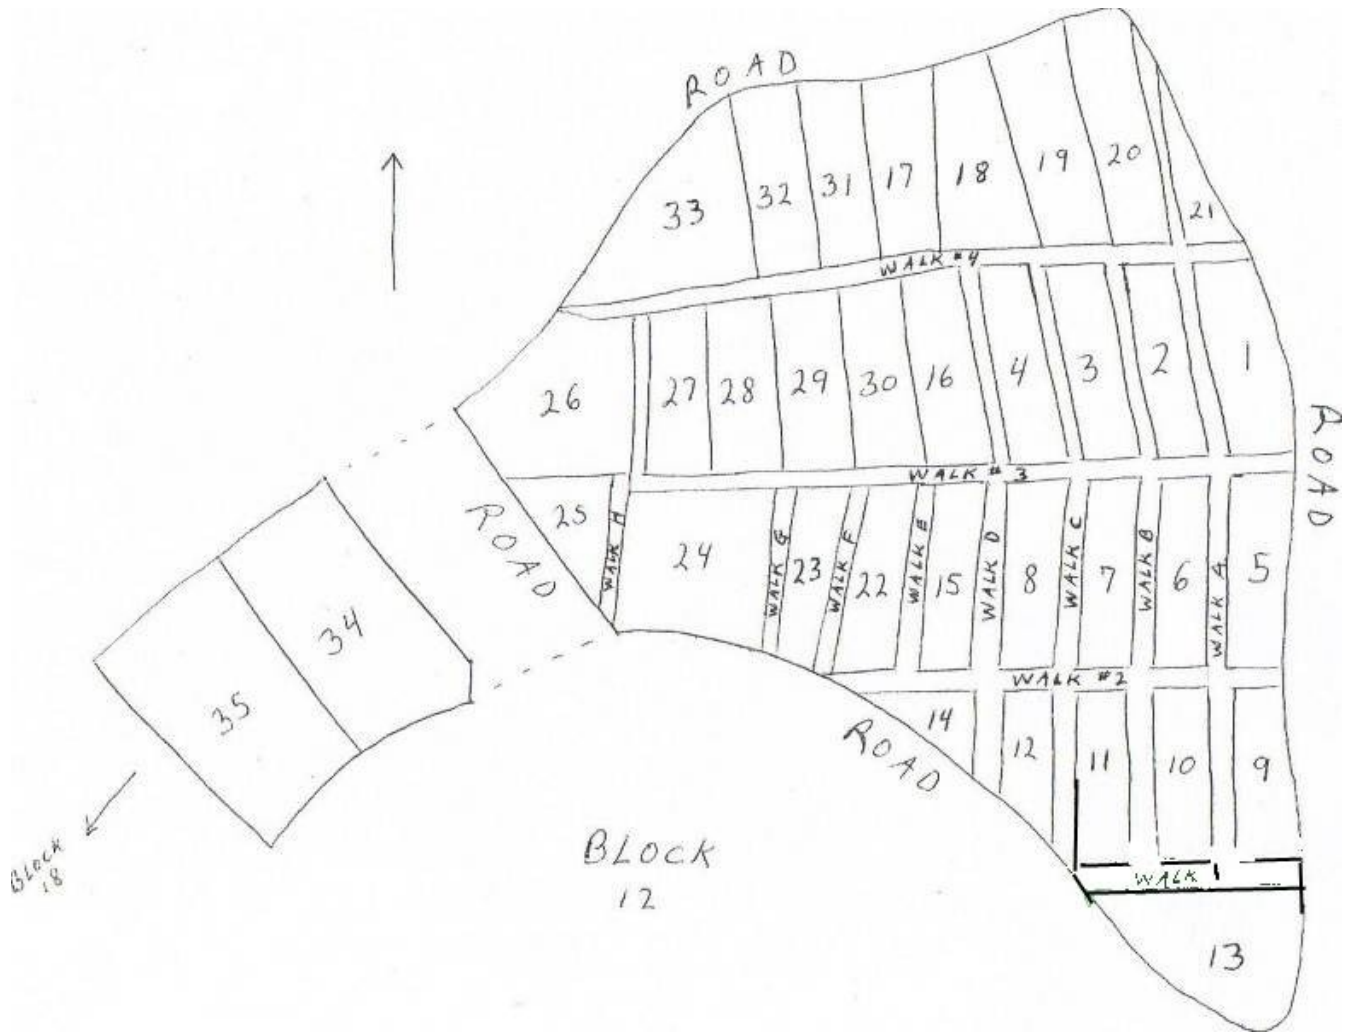 ROAD
33
32
31
17
18
19
20
21
WALK #4
26
27
28
29
30
16
4
3
2
1
ROAD
WALK # 3
25
WALK H
24
WALK G
23
WALK F
22
WALK E
15
WALK D
8
WALK C
7
WALK B
6
WALK A
5
ROAD
WALK #2
34
35
14
12
11
10
9
ROAD
BLOCK
12
BLOCK
18
WALK 1
13